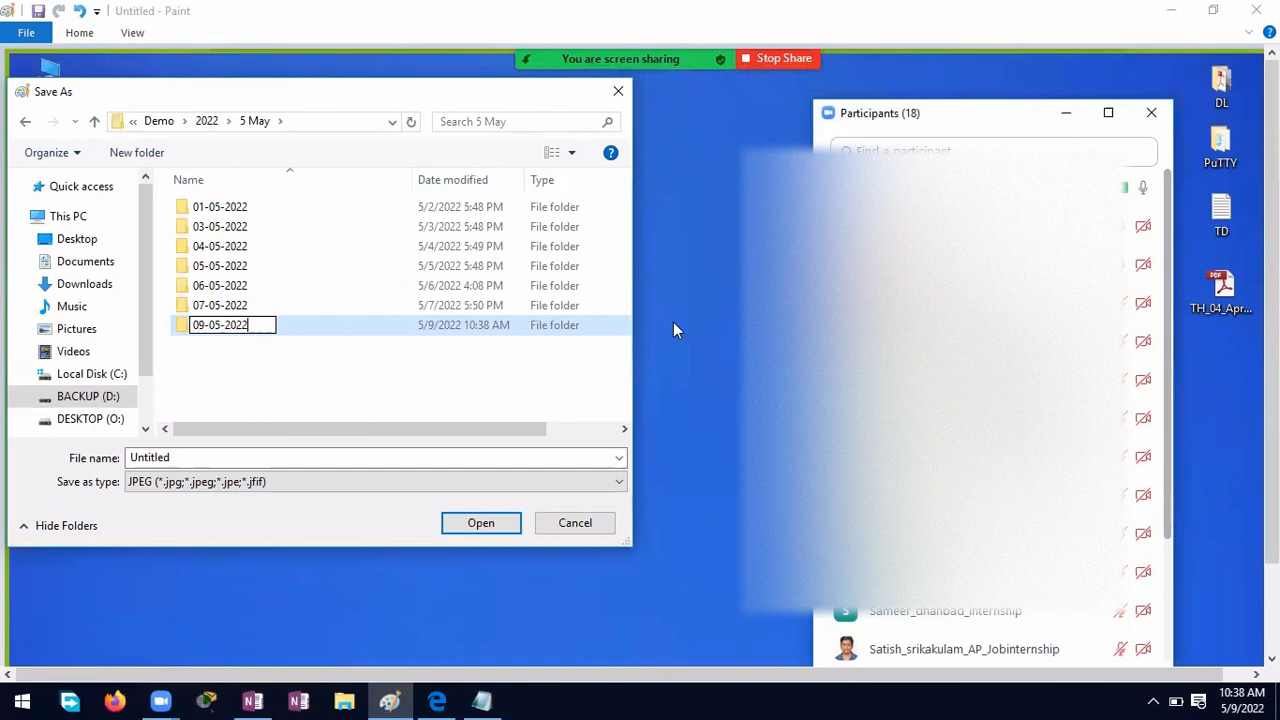 Untitled - Paint
File
Home
View
You are screen sharing
Stop Share
Save As
« Demo > 2022 > 5 May >
Search 5 May
Organize
New folder
Name
Date modified
Type
Quick access
This PC
Desktop
Documents
Downloads
Music
Pictures
Videos
Local Disk (C:)
BACKUP (D:)
DESKTOP (O:)
01-05-2022 5/2/2022 5:48 PM File folder
03-05-2022 5/3/2022 5:48 PM File folder
04-05-2022 5/4/2022 5:49 PM File folder
05-05-2022 5/5/2022 5:48 PM File folder
06-05-2022 5/6/2022 4:08 PM File folder
07-05-2022 5/7/2022 5:50 PM File folder
09-05-2022 5/9/2022 10:38 AM File folder
File name: Untitled
Save as type: JPEG (*.jpg;*.jpeg;*.jpe;*.jfif)
Hide Folders
Open
Cancel
Participants (18)
Find a participant
S Sameer_dhanbad_internship
Satish_srikakulam_AP_Jobinternship
DL
PuTTY
TD
TH_04_Apr...
10:38 AM
5/9/2022